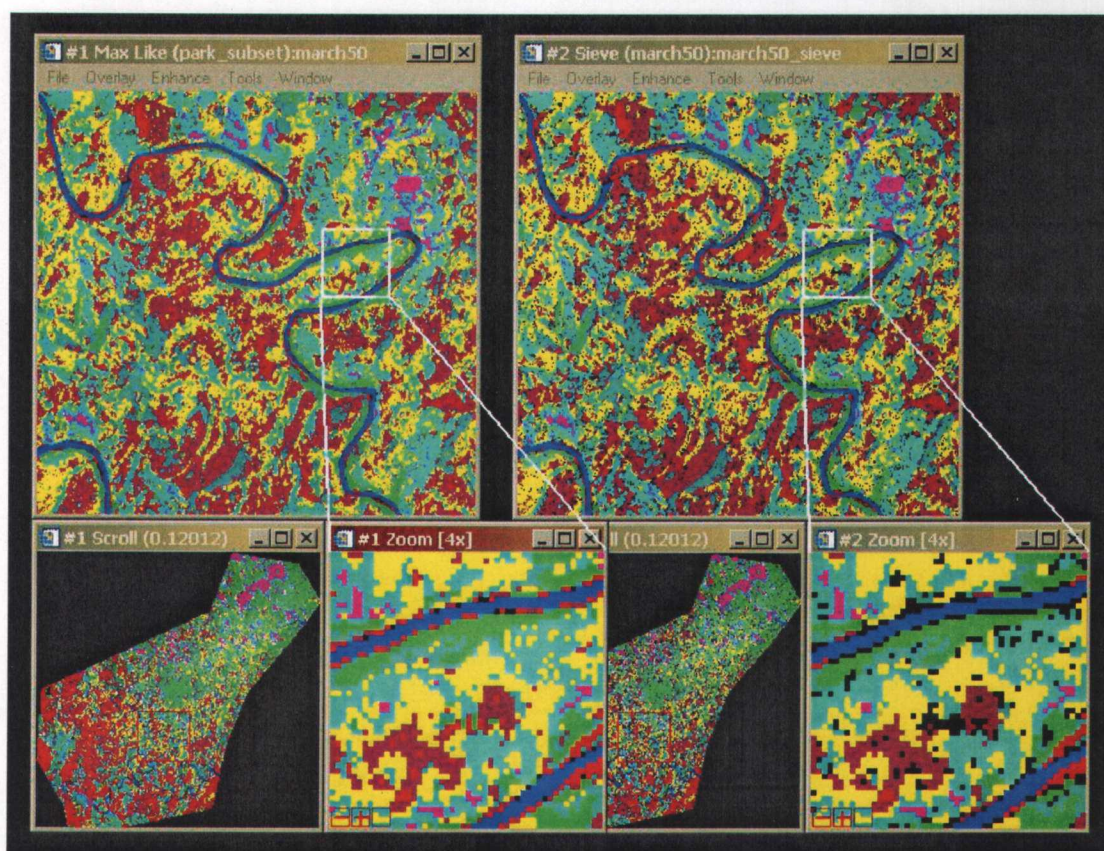 #1 Max Like (park_subset):march50
File Overlay Enhance Tools Window
#2 Sieve (march50):march50_sieve
File Overlay Enhance Tools Window
#1 Scroll (0.12012)
#1 Zoom [4x]
ll (0.12012)
#2 Zoom [4x]